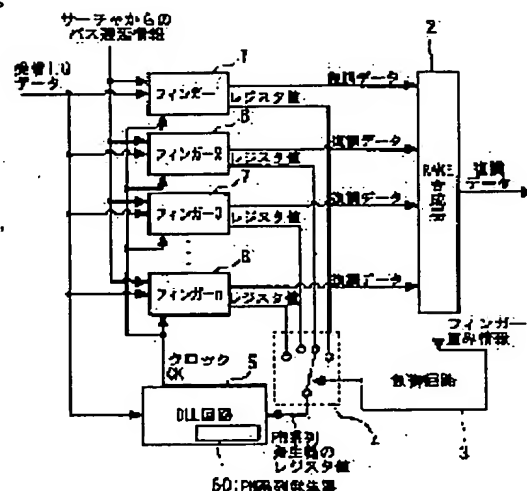 サーチャからの
パス遅延情報
受信I,Q
データ
フィンガー
フィンガー2
フィンガー3
フィンガーn
復調データ
レジスタ値
復調データ
レジスタ値
復調データ
レジスタ値
復調データ
レジスタ値
2
RAKE
合成器
復調
データ
フィンガー
重み情報
制御回路
3
クロック
CK
5
DLL回路
PN系列
発生器の
レジスタ値
60:PN系列発生器